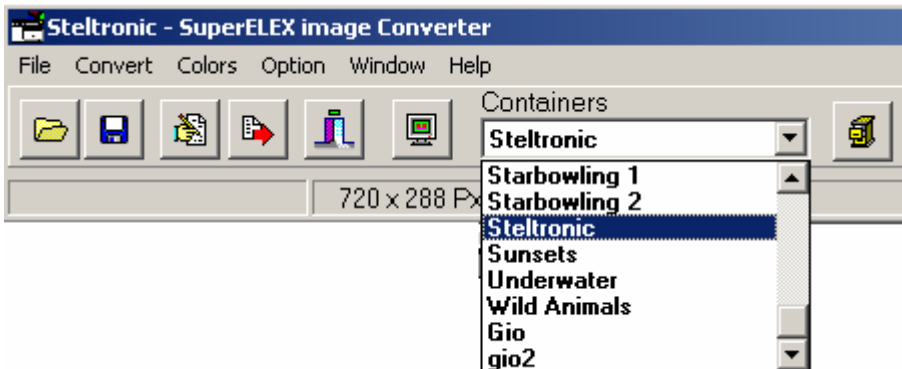 Steltronic - SuperELEX image Converter
File Convert Colors Option Window Help
Containers
Steltronic
720 x 288 Px
Starbowling 1
Starbowling 2
Steltronic
Sunsets
Underwater
Wild Animals
Gio
gio2